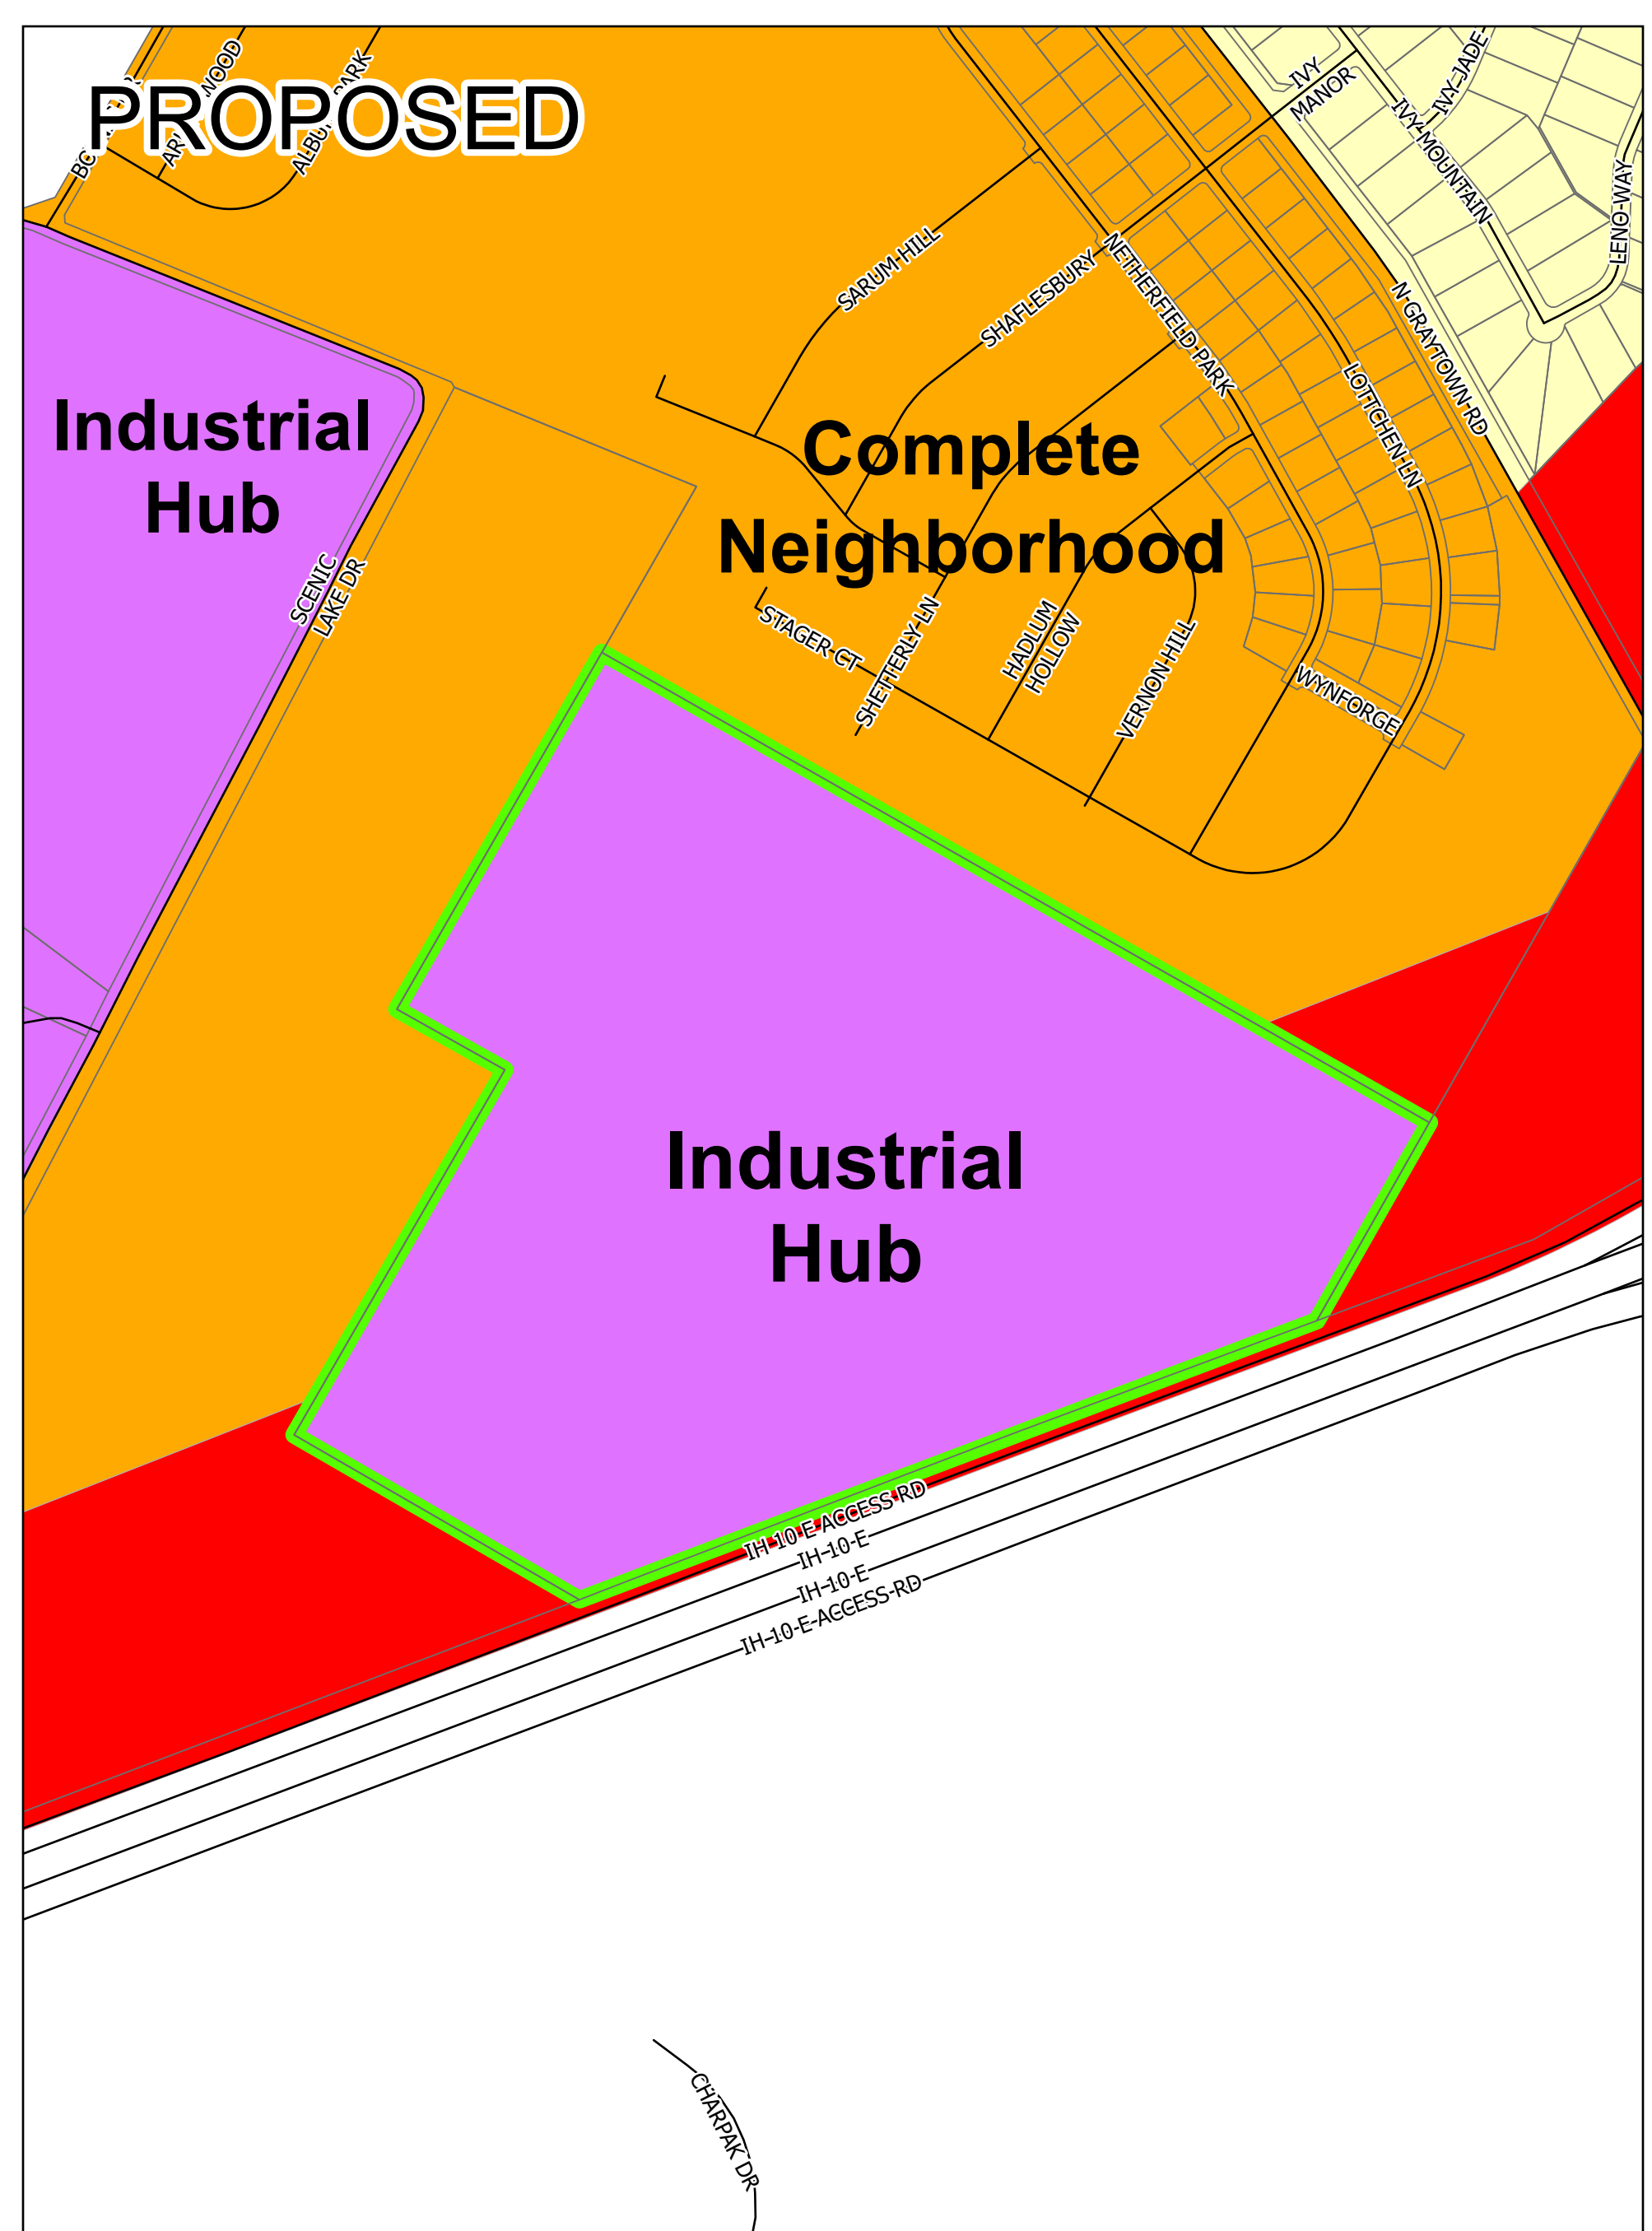 PROPOSED
IVY
MANOR
IVY JADE
IVY MOUNTAIN
LENO WAY
SARUM HILL
SHAFLESBURY
NETHERFIELD PARK
N GRAYTOWN RD
LOTTCHEN LN
Industrial
Hub
Complete
Neighborhood
SCENIC
LAKE DR
STAGER CT
SHETTERLY LN
HADLUM
HOLLOW
VERNON HILL
WYNFORGE
Industrial
Hub
IH 10 E ACCESS RD
IH 10 E
IH 10 E
IH 10 E ACCESS RD
CHARPAK DR